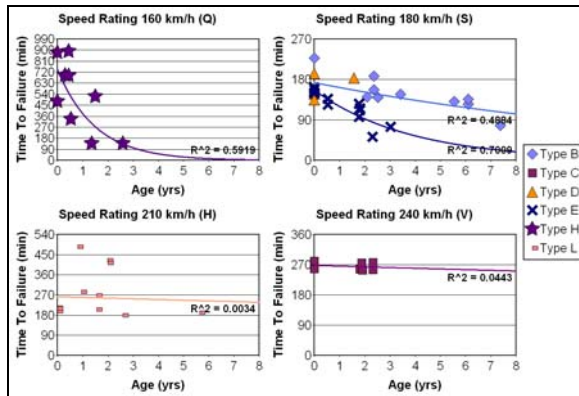 Speed Rating 160 km/h (Q)
Time To Failure (min)
990
900
810
720
630
540
450
360
270
180
90
0
R^2 = 0.5919
0 1 2 3 4 5 6 7 8
Age (yrs)
Speed Rating 180 km/h (S)
Time To Failure (min)
270
180
90
0
R^2 = 0.4884
R^2 = 0.7009
0 1 2 3 4 5 6 7 8
Age (yrs)
Speed Rating 210 km/h (H)
Time To Failure (min)
540
450
360
270
180
90
0
R^2 = 0.0034
0 1 2 3 4 5 6 7 8
Age (yrs)
Speed Rating 240 km/h (V)
Time To Failure (min)
360
270
180
90
0
R^2 = 0.0443
0 1 2 3 4 5 6 7 8
Age (yrs)
Type B
Type C
Type D
Type E
Type H
Type L